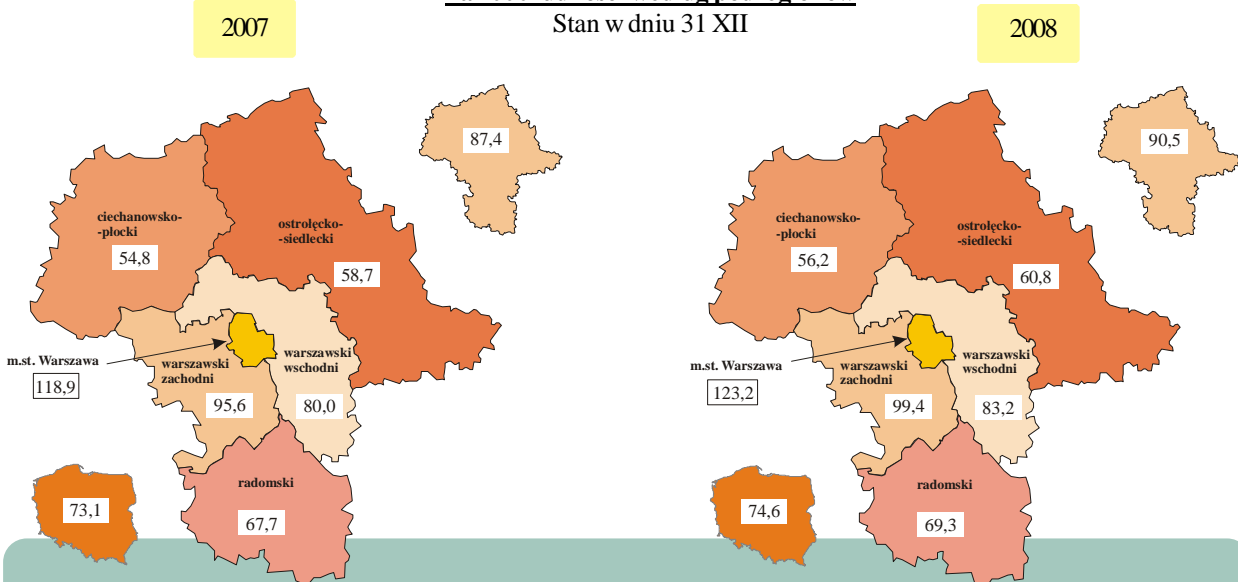 Stan w dniu 31 XII
2007
2008
87,4
ciechanowsko-
-płocki
54,8
ostrołęcko-
-siedlecki
58,7
m.st. Warszawa
118,9
warszawski
zachodni
95,6
warszawski
wschodni
80,0
radomski
67,7
73,1
90,5
ciechanowsko-
-płocki
56,2
ostrołęcko-
-siedlecki
60,8
m.st. Warszawa
123,2
warszawski
zachodni
99,4
warszawski
wschodni
83,2
radomski
69,3
74,6